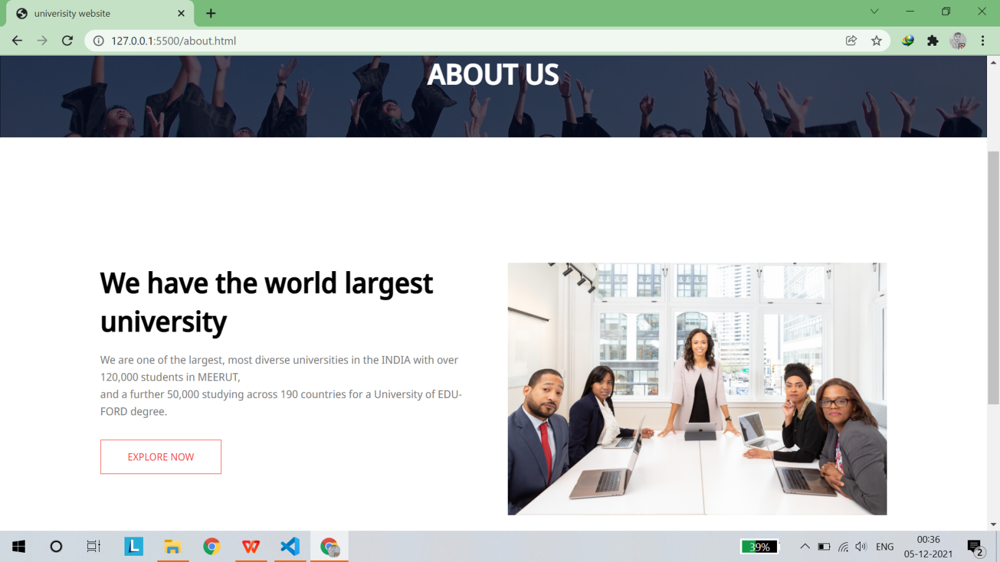 univerisity website
127.0.0.1:5500/about.html
ABOUT US
We have the world largest
university
We are one of the largest, most diverse universities in the INDIA with over
120,000 students in MEERUT,
and a further 50,000 studying across 190 countries for a University of EDU-
FORD degree.
EXPLORE NOW
39%
ENG
00:36
05-12-2021
2